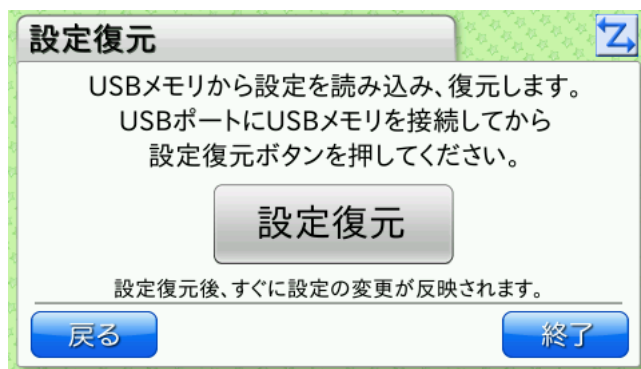 設定復元
USBメモリから設定を読み込み、復元します。
USBポートにUSBメモリを接続してから
設定復元ボタンを押してください。
設定復元
設定復元後、すぐに設定の変更が反映されます。
戻る
終了